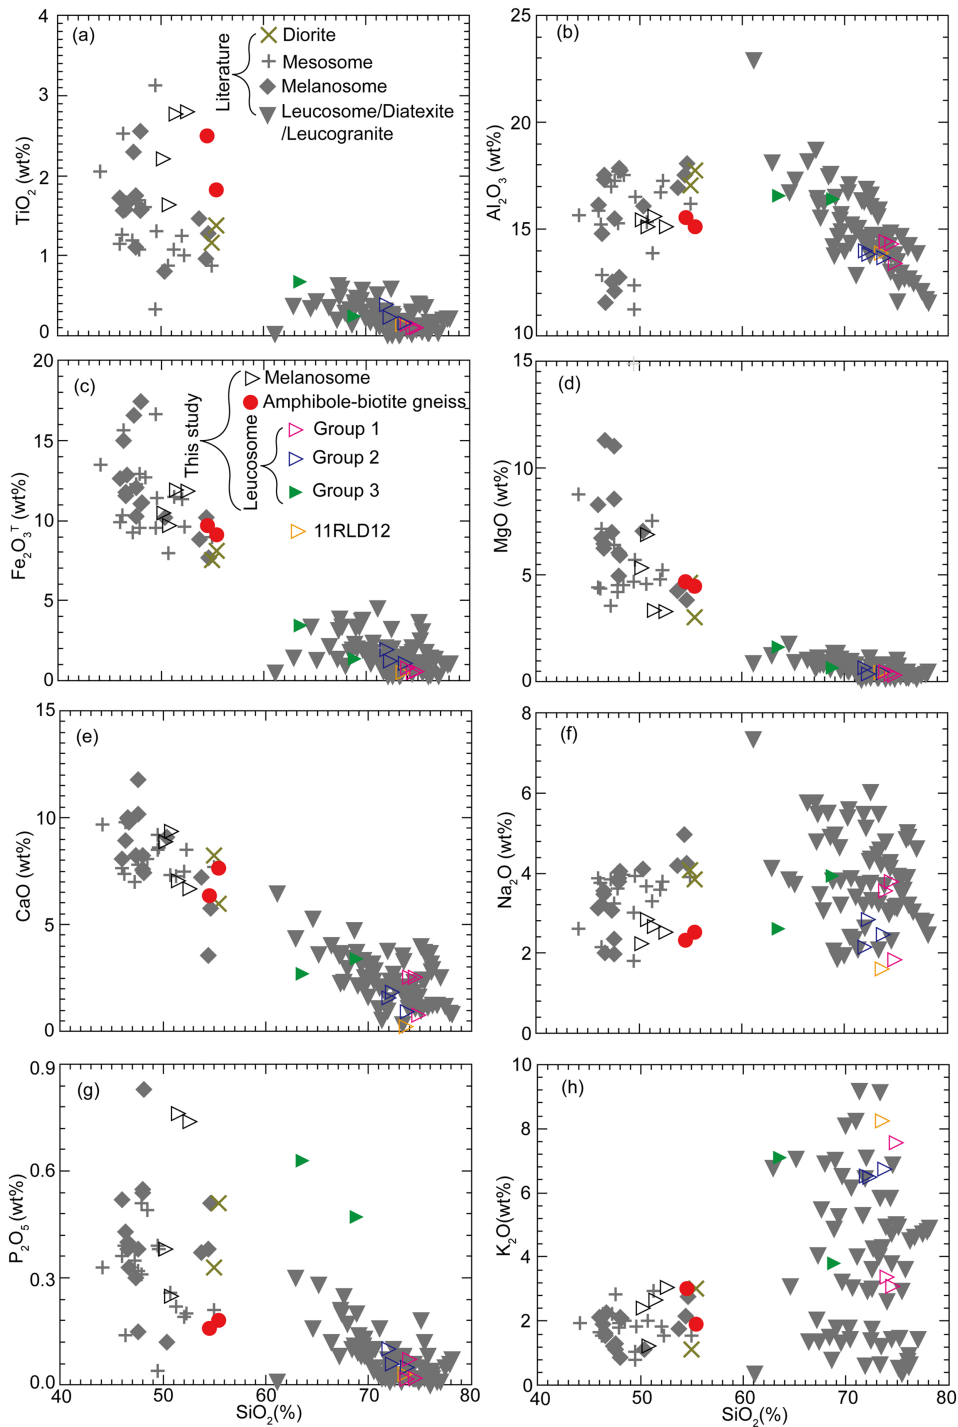 (a)
Literature
Diorite
Mesosome
Melanosome
Leucosome/Diatexite
/Leucogranite
4
3
2
1
0
TiO2 (wt%)
(b)
25
20
15
10
Al2O3 (wt%)
(c)
This study
Melanosome
Amphibole-biotite gneiss
Leucosome
Group 1
Group 2
Group 3
11RLD12
20
15
10
5
0
Fe2O3T (wt%)
(d)
15
10
5
0
MgO (wt%)
(e)
15
10
5
0
CaO (wt%)
50
60
70
80
(f)
8
6
4
2
0
Na2O (wt%)
(g)
0.9
0.6
0.3
0.0
P2O5 (wt%)
40
50
60
70
80
SiO2(%)
(h)
10
8
6
4
2
0
K2O(wt%)
40
50
60
70
80
SiO2(%)